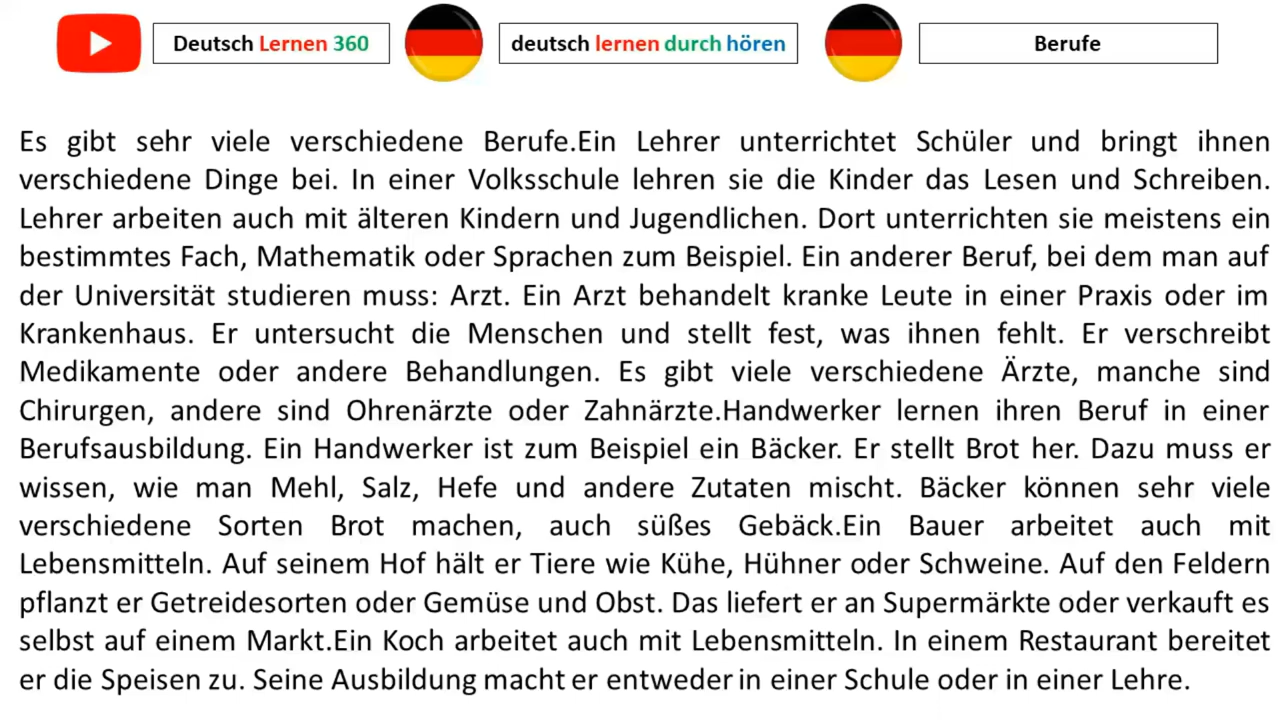 Deutsch Lernen 360
deutsch lernen durch hören
Berufe
Es gibt sehr viele verschiedene Berufe.Ein Lehrer unterrichtet Schüler und bringt ihnen
verschiedene Dinge bei. In einer Volksschule lehren sie die Kinder das Lesen und Schreiben.
Lehrer arbeiten auch mit älteren Kindern und Jugendlichen. Dort unterrichten sie meistens ein
bestimmtes Fach, Mathematik oder Sprachen zum Beispiel. Ein anderer Beruf, bei dem man auf
der Universität studieren muss: Arzt. Ein Arzt behandelt kranke Leute in einer Praxis oder im
Krankenhaus. Er untersucht die Menschen und stellt fest, was ihnen fehlt. Er verschreibt
Medikamente oder andere Behandlungen. Es gibt viele verschiedene Ärzte, manche sind
Chirurgen, andere sind Ohrenärzte oder Zahnärzte.Handwerker lernen ihren Beruf in einer
Berufsausbildung. Ein Handwerker ist zum Beispiel ein Bäcker. Er stellt Brot her. Dazu muss er
wissen, wie man Mehl, Salz, Hefe und andere Zutaten mischt. Bäcker können sehr viele
verschiedene Sorten Brot machen, auch süßes Gebäck.Ein Bauer arbeitet auch mit
Lebensmitteln. Auf seinem Hof hält er Tiere wie Kühe, Hühner oder Schweine. Auf den Feldern
pflanzt er Getreidesorten oder Gemüse und Obst. Das liefert er an Supermärkte oder verkauft es
selbst auf einem Markt.Ein Koch arbeitet auch mit Lebensmitteln. In einem Restaurant bereitet
er die Speisen zu. Seine Ausbildung macht er entweder in einer Schule oder in einer Lehre.